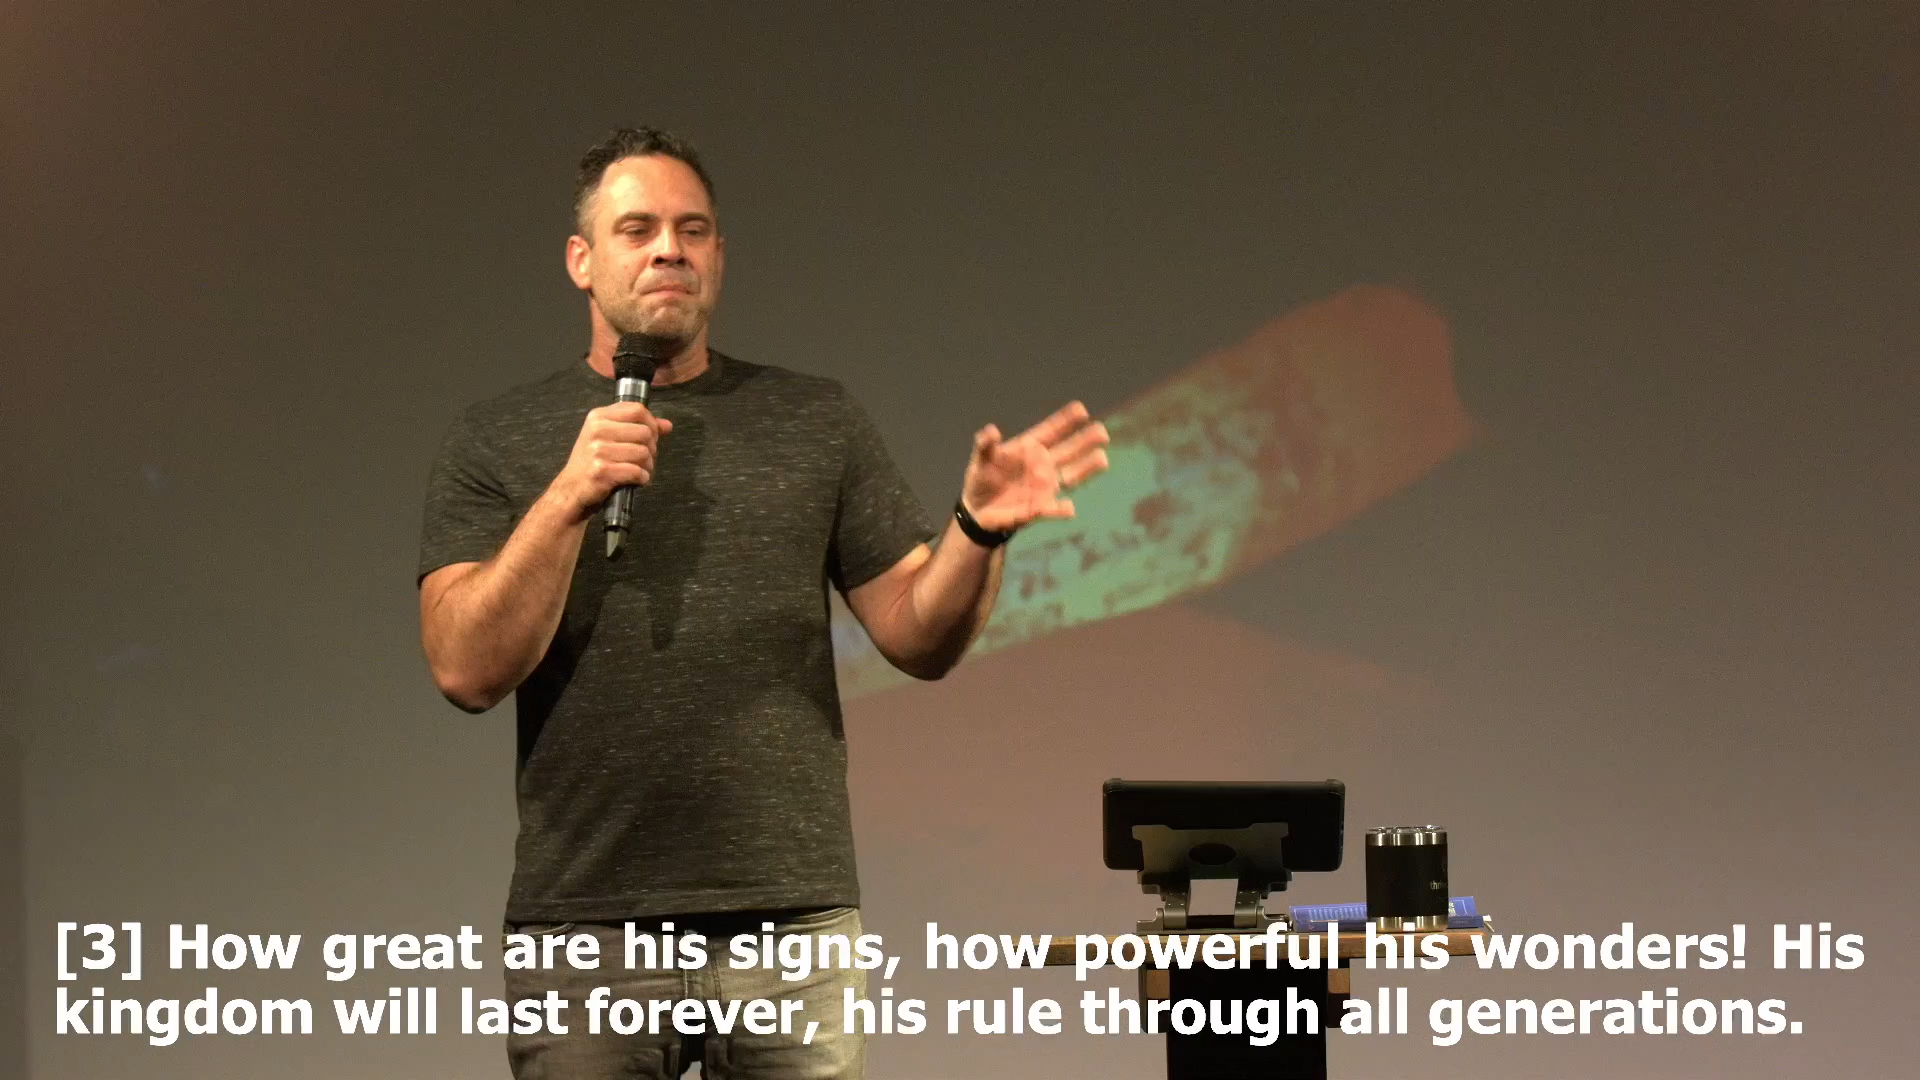 [3] How great are his signs, how powerful his wonders! His
kingdom will last forever, his rule through all generations.